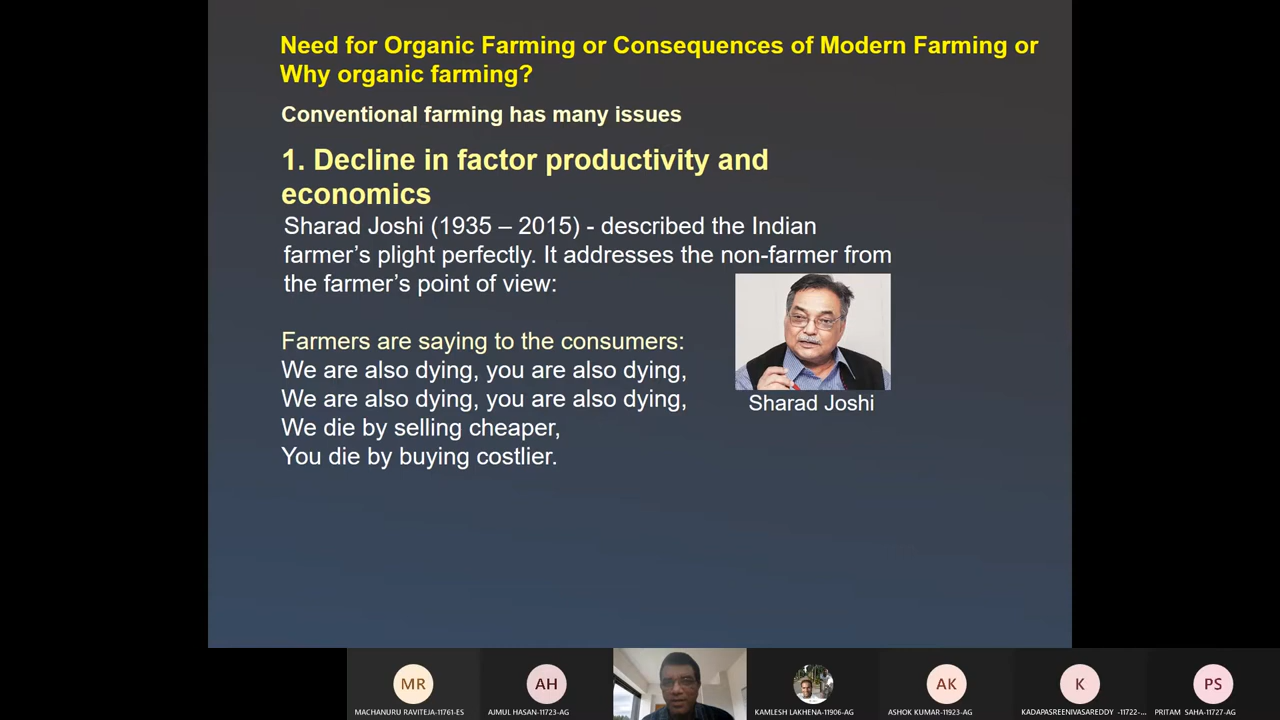 Need for Organic Farming or Consequences of Modern Farming or
Why organic farming?
Conventional farming has many issues
1. Decline in factor productivity and
economics
Sharad Joshi (1935 – 2015) - described the Indian
farmer’s plight perfectly. It addresses the non-farmer from
the farmer’s point of view:
Farmers are saying to the consumers:
We are also dying, you are also dying,
We are also dying, you are also dying,
We die by selling cheaper,
You die by buying costlier.
Sharad Joshi
MR
AH
AK
K
PS
MACHANURU RAVITEJA-11761-ES
AJMUL HASAN-11723-AG
KAMLESH LAKHENA-11906-AG
ASHOK KUMAR-11923-AG
KADAPASREENIVASAREDDY -11722-...
PRITAM SAHA-11727-AG